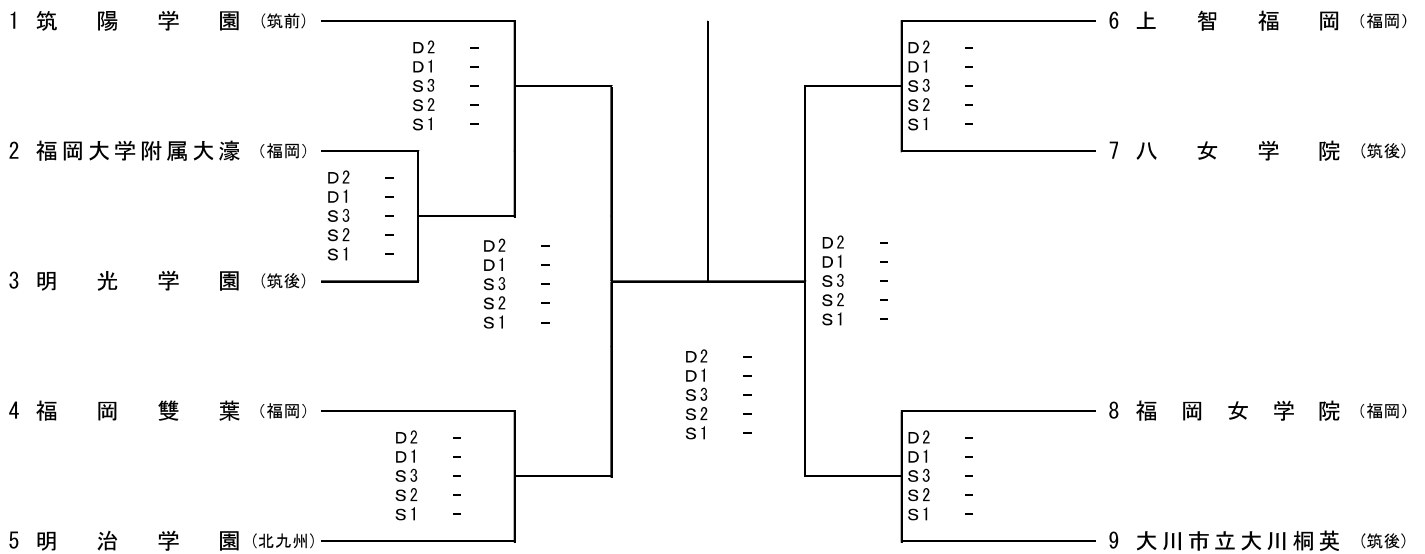 1 筑陽学園 (筑前)
D2 -
D1 -
S3 -
S2 -
S1 -
2 福岡大学附属大濠 (福岡)
D2 -
D1 -
S3 -
S2 -
S1 -
3 明光学園 (筑後)
D2 -
D1 -
S3 -
S2 -
S1 -
4 福岡雙葉 (福岡)
D2 -
D1 -
S3 -
S2 -
S1 -
5 明治学園 (北九州)
D2 -
D1 -
S3 -
S2 -
S1 -
6 上智福岡 (福岡)
D2 -
D1 -
S3 -
S2 -
S1 -
7 八女学院 (筑後)
D2 -
D1 -
S3 -
S2 -
S1 -
8 福岡女学院 (福岡)
D2 -
D1 -
S3 -
S2 -
S1 -
9 大川市立大川桐英 (筑後)